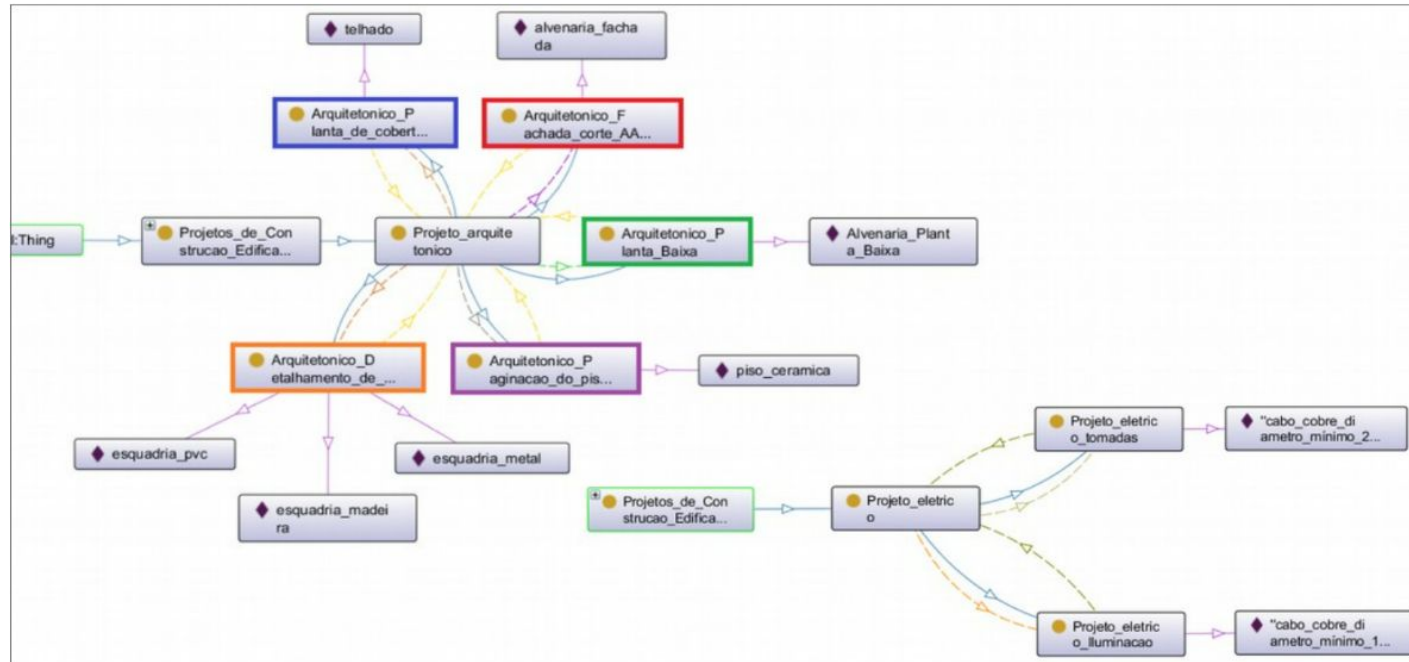 telhado
alvenaria_facha
da
Arquitetonico_P
lanta_de_cobert...
Arquitetonico_F
achada_corte_AA...
l:Thing
Projetos_de_Con
strucao_Edifica...
Projeto_arquite
tonico
Arquitetonico_P
lanta_Baixa
Alvenaria_Plant
a_Baixa
Arquitetonico_D
etalhamento_de_...
Arquitetonico_P
aginacao_do_pis...
piso_ceramica
esquadria_pvc
esquadria_metal
esquadria_madei
ra
Projeto_eletric
o_tomadas
"cabo_cobre_di
ametro_minimo_2...
Projetos_de_Con
strucao_Edifica...
Projeto_eletric
o
Projeto_eletric
o_Iluminacao
"cabo_cobre_di
ametro_minimo_1...